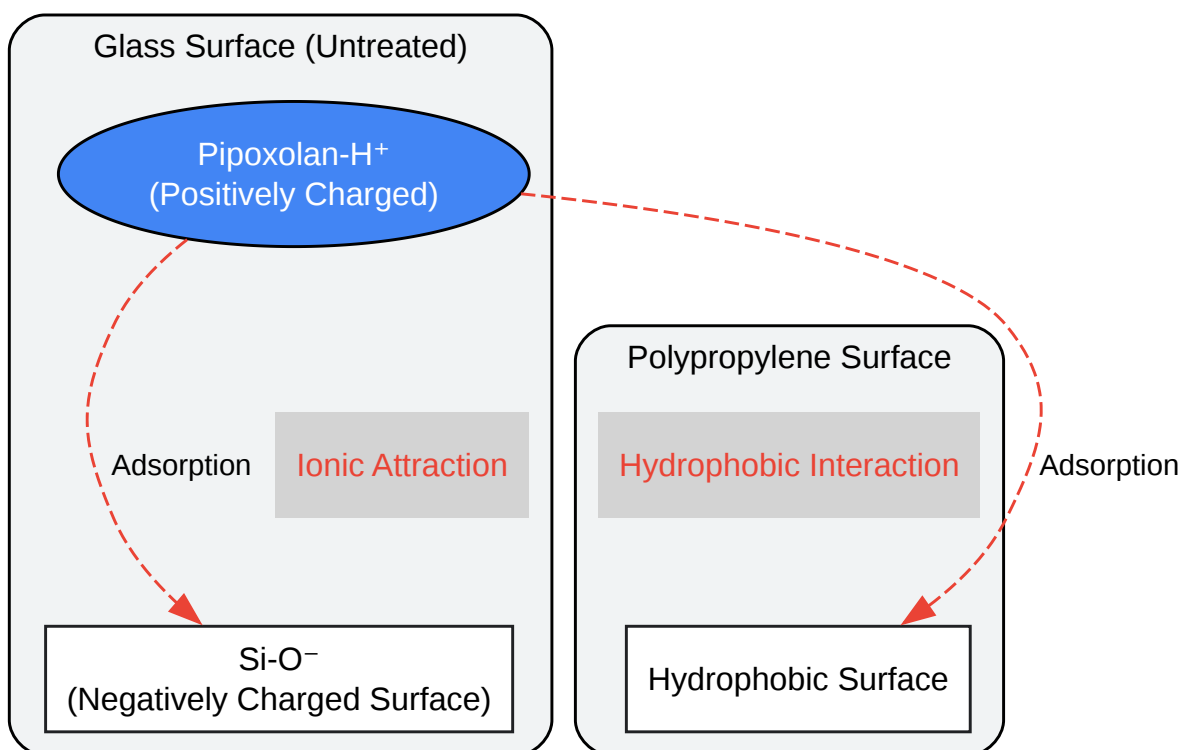 Glass Surface (Untreated)
Pipoxolan-H⁺
(Positively Charged)
Polypropylene Surface
Adsorption
Ionic Attraction
Hydrophobic Interaction
Adsorption
Si-O⁻
(Negatively Charged Surface)
Hydrophobic Surface